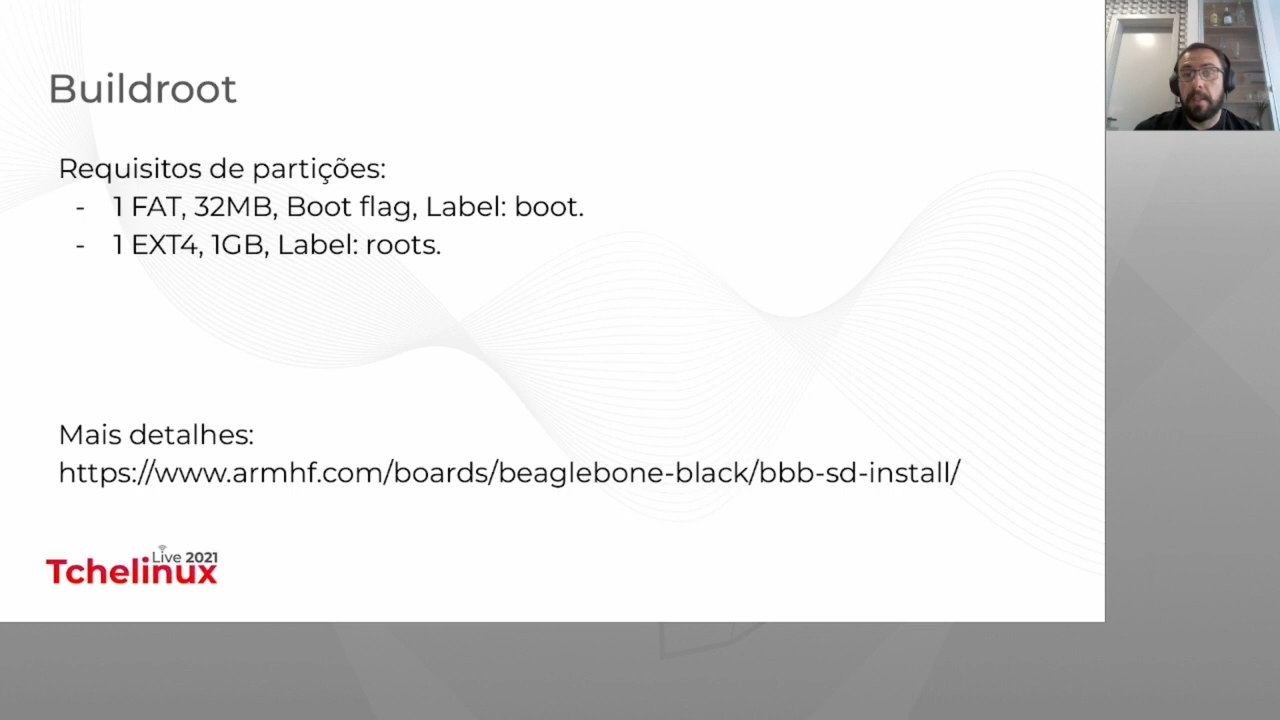 Buildroot
Requisitos de partições:
- 1 FAT, 32MB, Boot flag, Label: boot.
- 1 EXT4, 1GB, Label: roots.
Mais detalhes:
https://www.armhf.com/boards/beaglebone-black/bbb-sd-install/
Live 2021
Tchelinux